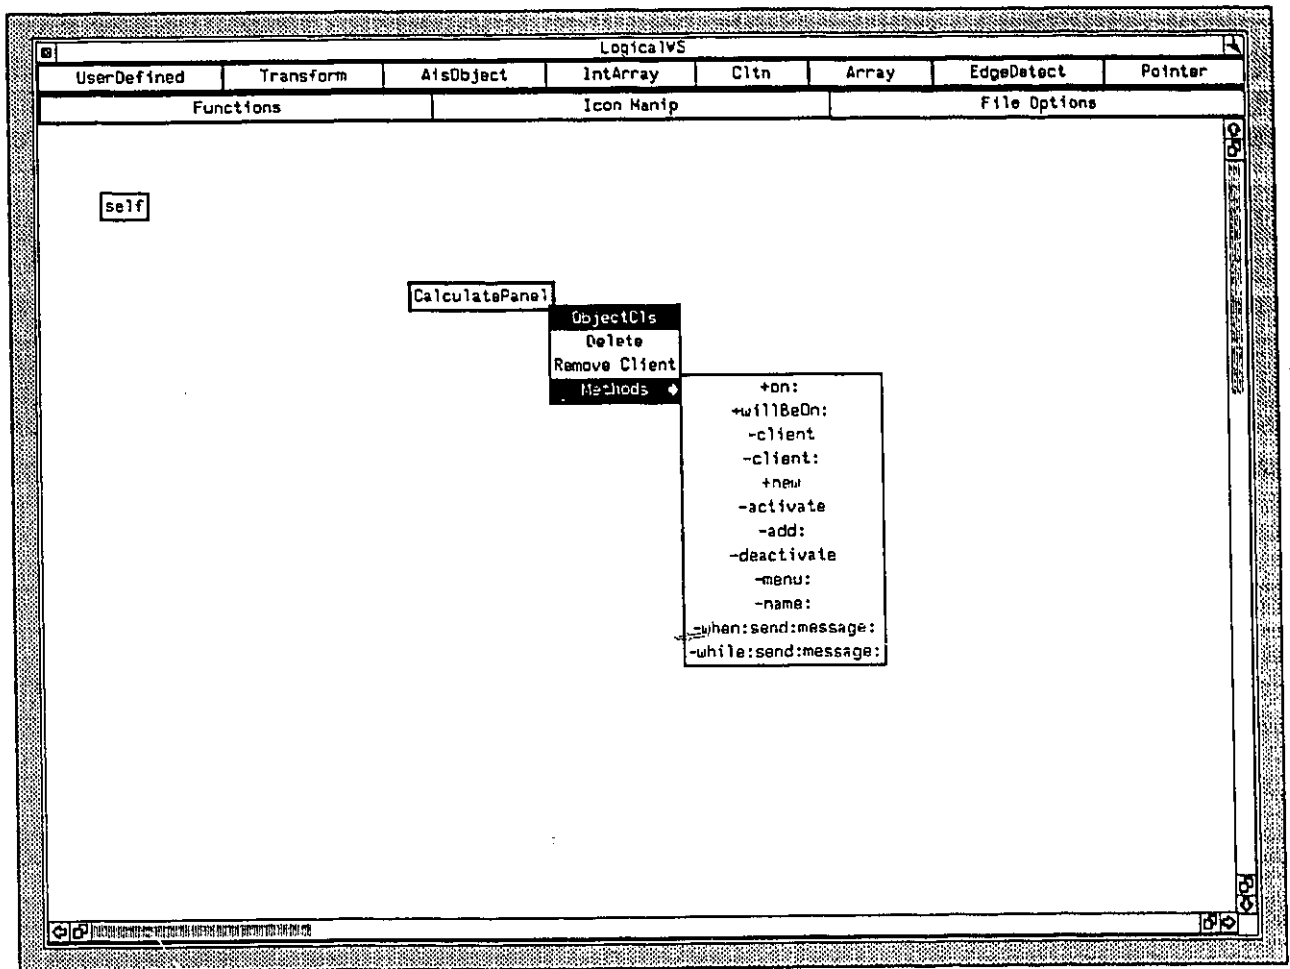 LogicalWS
UserDefined Transform AisObject IntArray Cltn Array EdgeDetect Pointer
Functions Icon Manip File Options
self
CalculatePanel
ObjectCls
Delete
Remove Client
Methods
+on:
+willBeOn:
-client
-client:
+new
-activate
-add:
-deactivate
-menu:
-name:
-when:send:message:
-while:send:message: